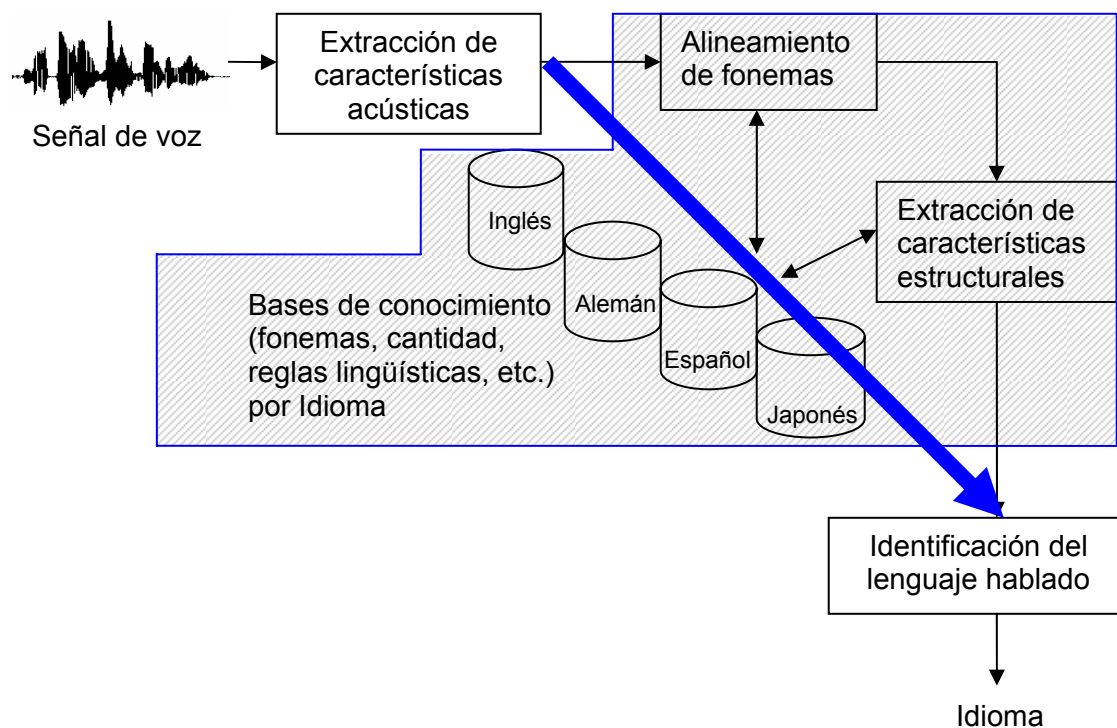 Señal de voz
Extracción de
características
acústicas
Alineamiento
de fonemas
Extracción de
características
estructurales
Inglés
Alemán
Español
Japonés
Bases de conocimiento
(fonemas, cantidad,
reglas lingüísticas, etc.)
por Idioma
Identificación del
lenguaje hablado
Idioma